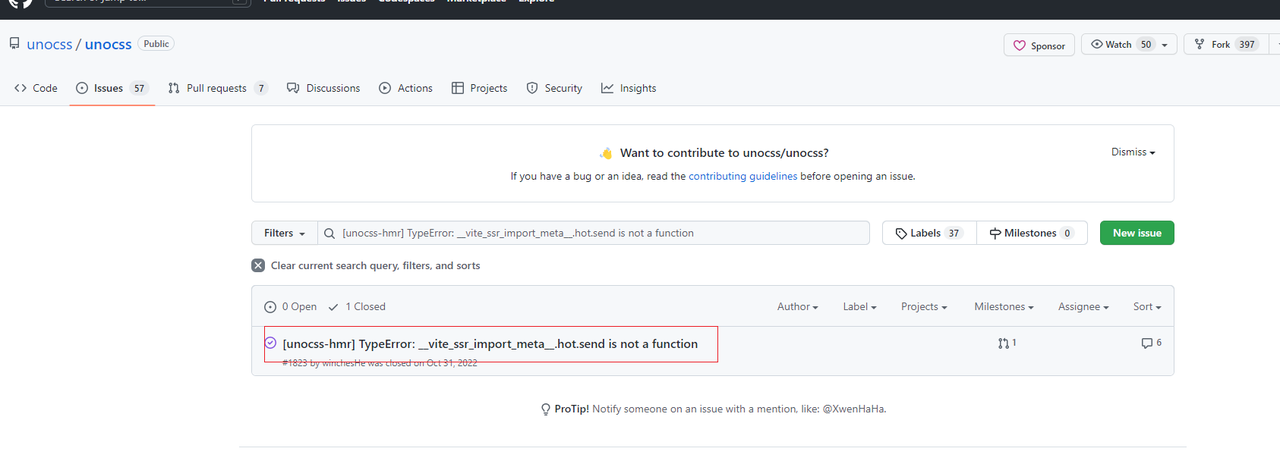 unocss / unocss Public
Sponsor Watch 50 Fork 397
Code Issues 57 Pull requests 7 Discussions Actions Projects Security Insights
👋 Want to contribute to unocss/unocss?
Dismiss
If you have a bug or an idea, read the contributing guidelines before opening an issue.
Filters [unocss-hmr] TypeError: __vite_ssr_import_meta__.hot.send is not a function Labels 37 Milestones 0 New issue
Clear current search query, filters, and sorts
0 Open 1 Closed Author Label Projects Milestones Assignee Sort
[unocss-hmr] TypeError: __vite_ssr_import_meta__.hot.send is not a function 1 6
#1823 by winchesHe was closed on Oct 31, 2022
ProTip! Notify someone on an issue with a mention, like: @XwenHaHa.